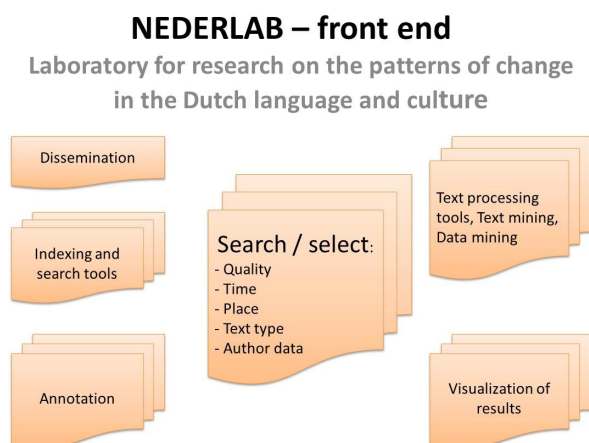 NEDERLAB – front end
Laboratory for research on the patterns of change
in the Dutch language and culture
Dissemination
Indexing and
search tools
Annotation
Search / select:
- Quality
- Time
- Place
- Text type
- Author data
Text processing
tools, Text mining,
Data mining
Visualization of
results